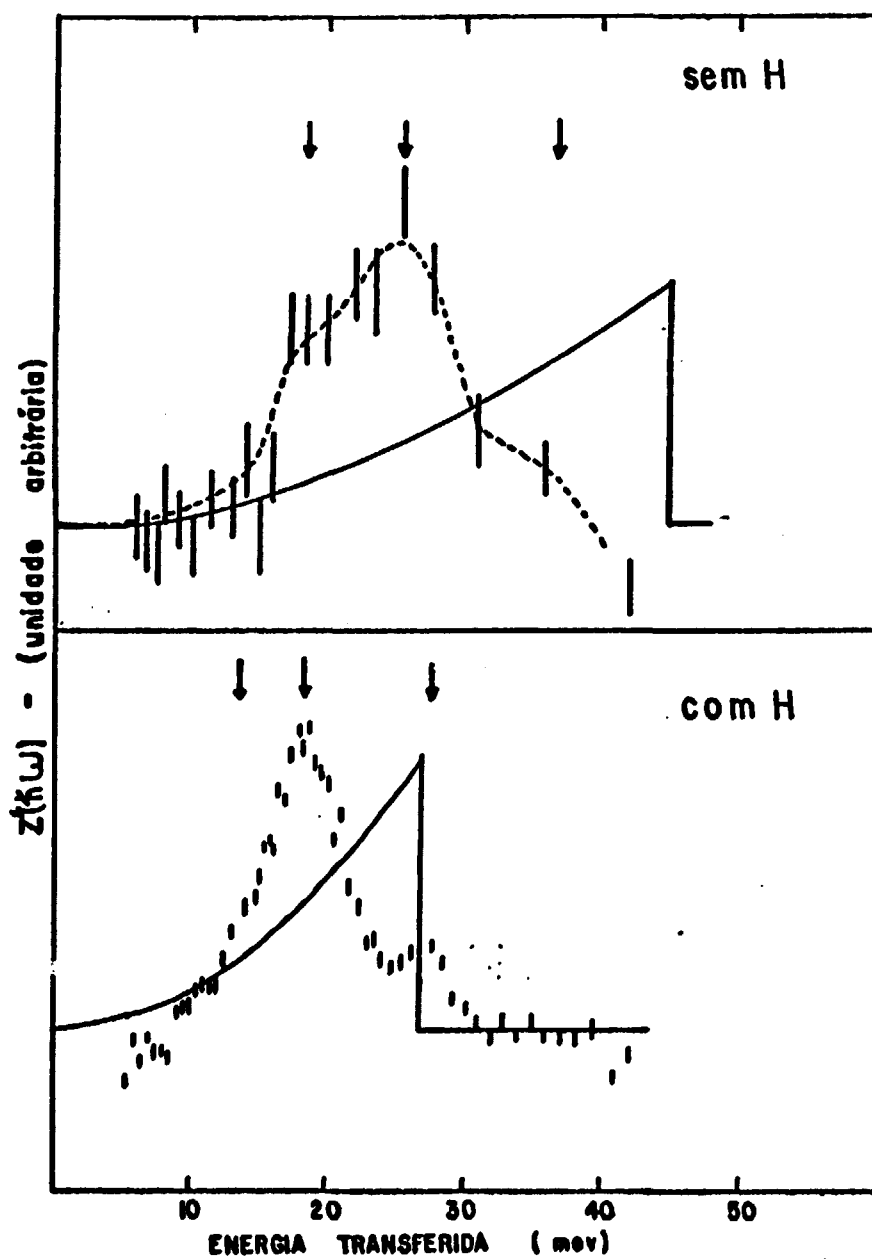 sem H
com H
Z(ħω) - (unidade arbitrária)
10 20 30 40 50
ENERGIA TRANSFERIDA (mev)